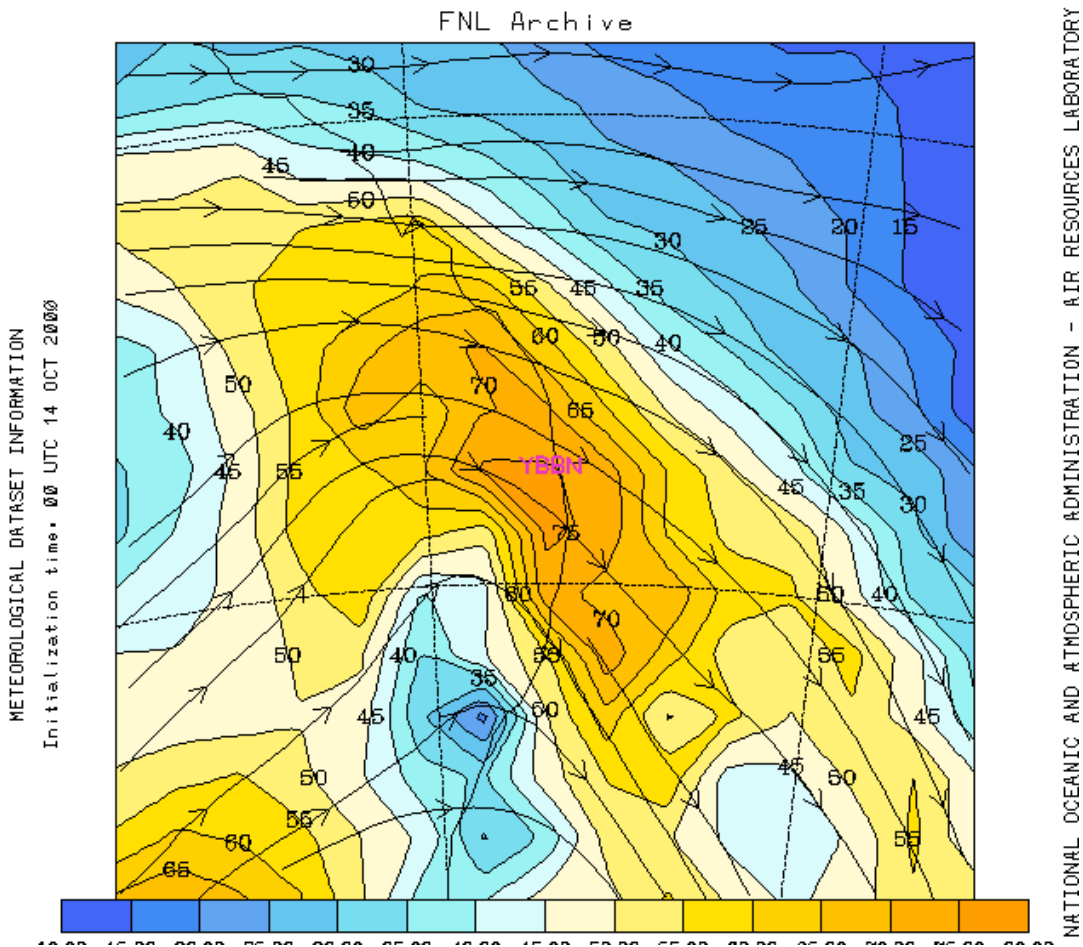 FNL Archive
METEOROLOGICAL DATASET INFORMATION
Initialization time: 00 UTC 14 OCT 2000
NATIONAL OCEANIC AND ATMOSPHERIC ADMINISTRATION - AIR RESOURCES LABORATORY
30
35
40
45
50
25 20 15
30
55 45 35
60 50 40
50 70
65
40 25
YBBN
45 55 45 35
30
75
60 50 40
70
50 40 55 55
35
45 60 45
50 45 50
55
60 55
65